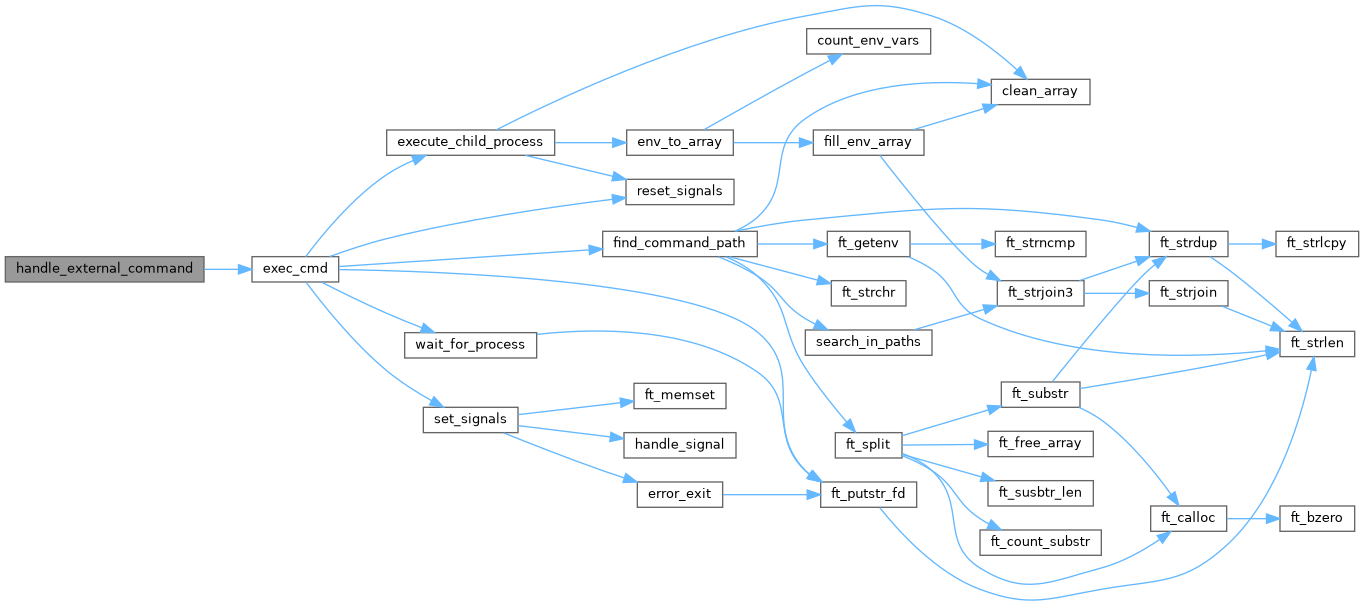 handle_external_command
exec_cmd
execute_child_process
reset_signals
find_command_path
wait_for_process
set_signals
env_to_array
count_env_vars
fill_env_array
clean_array
ft_getenv
ft_strchr
search_in_paths
ft_split
ft_memset
handle_signal
error_exit
ft_putstr_fd
ft_strncmp
ft_strjoin3
ft_substr
ft_free_array
ft_susbtr_len
ft_count_substr
ft_strdup
ft_strjoin
ft_calloc
ft_strlcpy
ft_strlen
ft_bzero